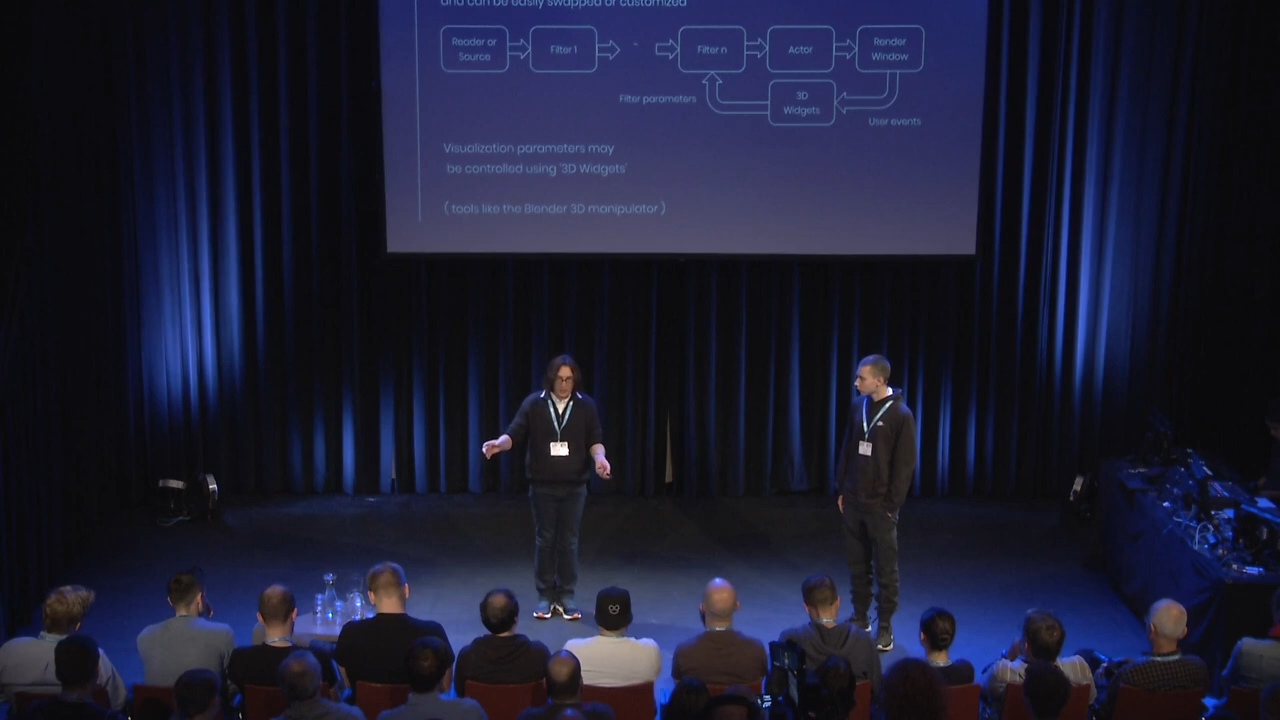 and can be easily swapped or customized
Reader or
Source
Filter 1
Filter n
Actor
Render
Window
3D
Widgets
Filter parameters
User events
Visualization parameters may
be controlled using '3D Widgets'
( tools like the Blender 3D manipulator )